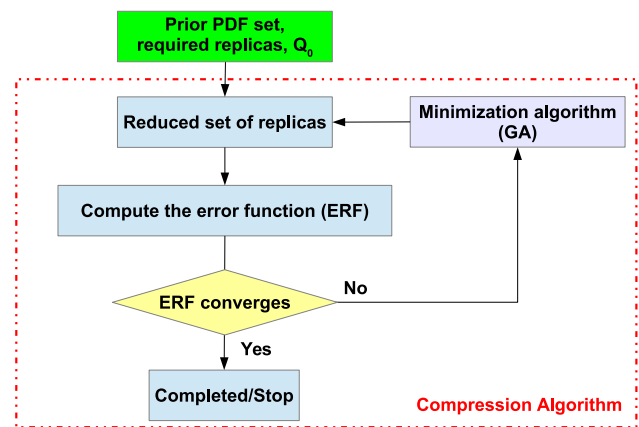 Prior PDF set,
required replicas, Q₀
Reduced set of replicas
Minimization algorithm
(GA)
Compute the error function (ERF)
ERF converges
No
Yes
Completed/Stop
Compression Algorithm